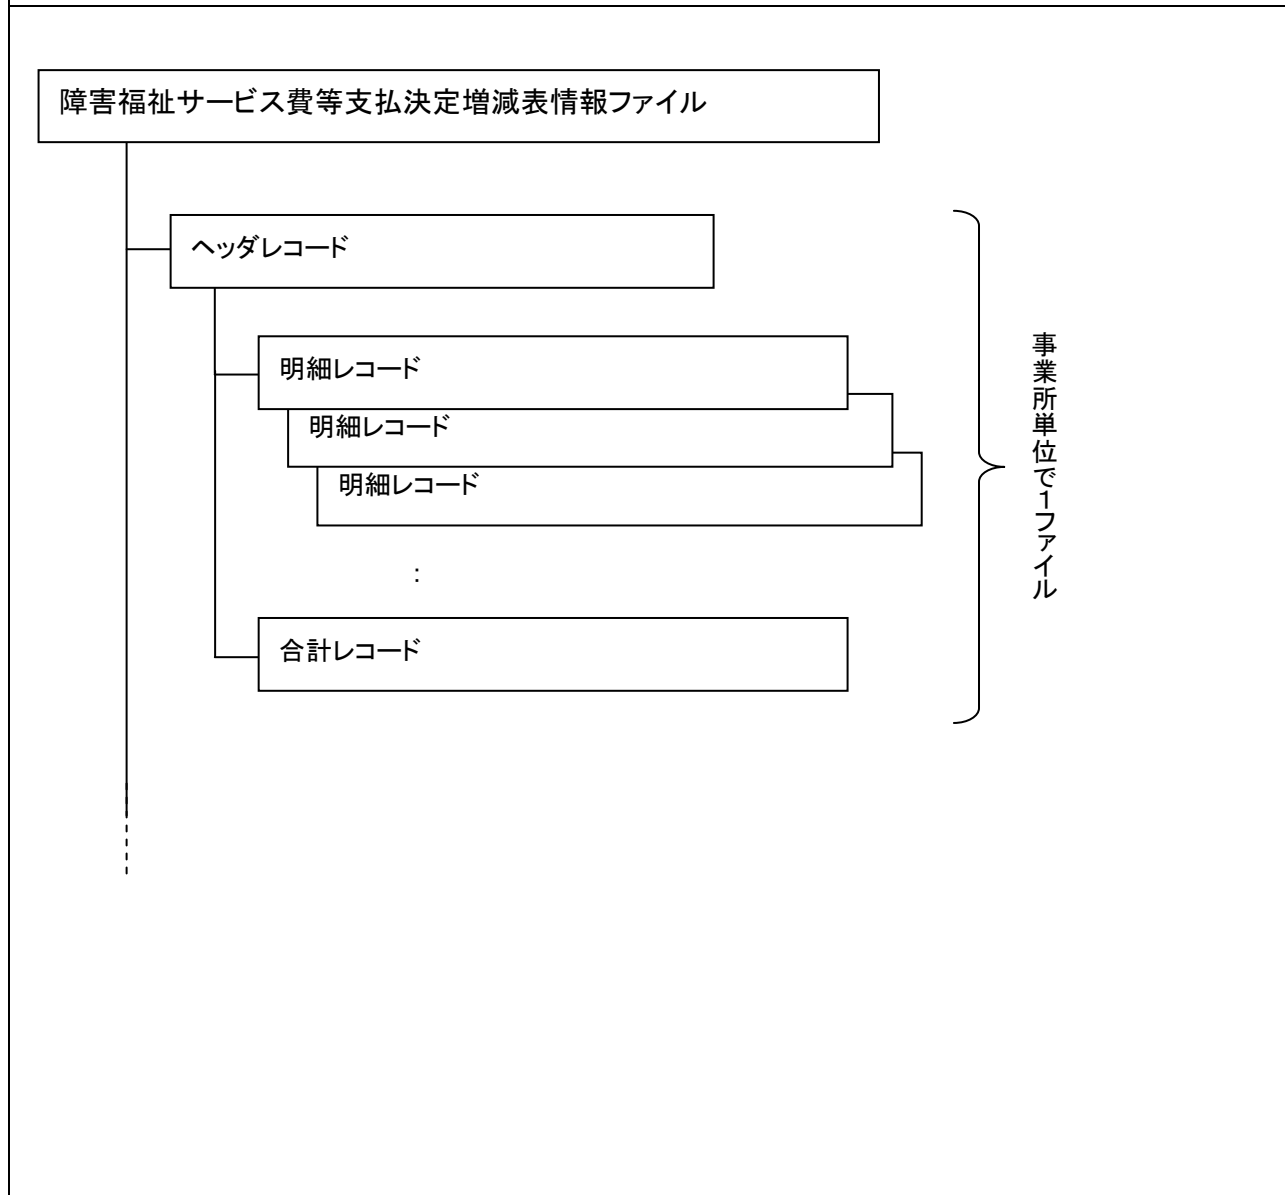 障害福祉サービス費等支払決定増減表情報ファイル
ヘッダレコード
明細レコード
明細レコード
明細レコード
:
合計レコード
事業所単位で1ファイル